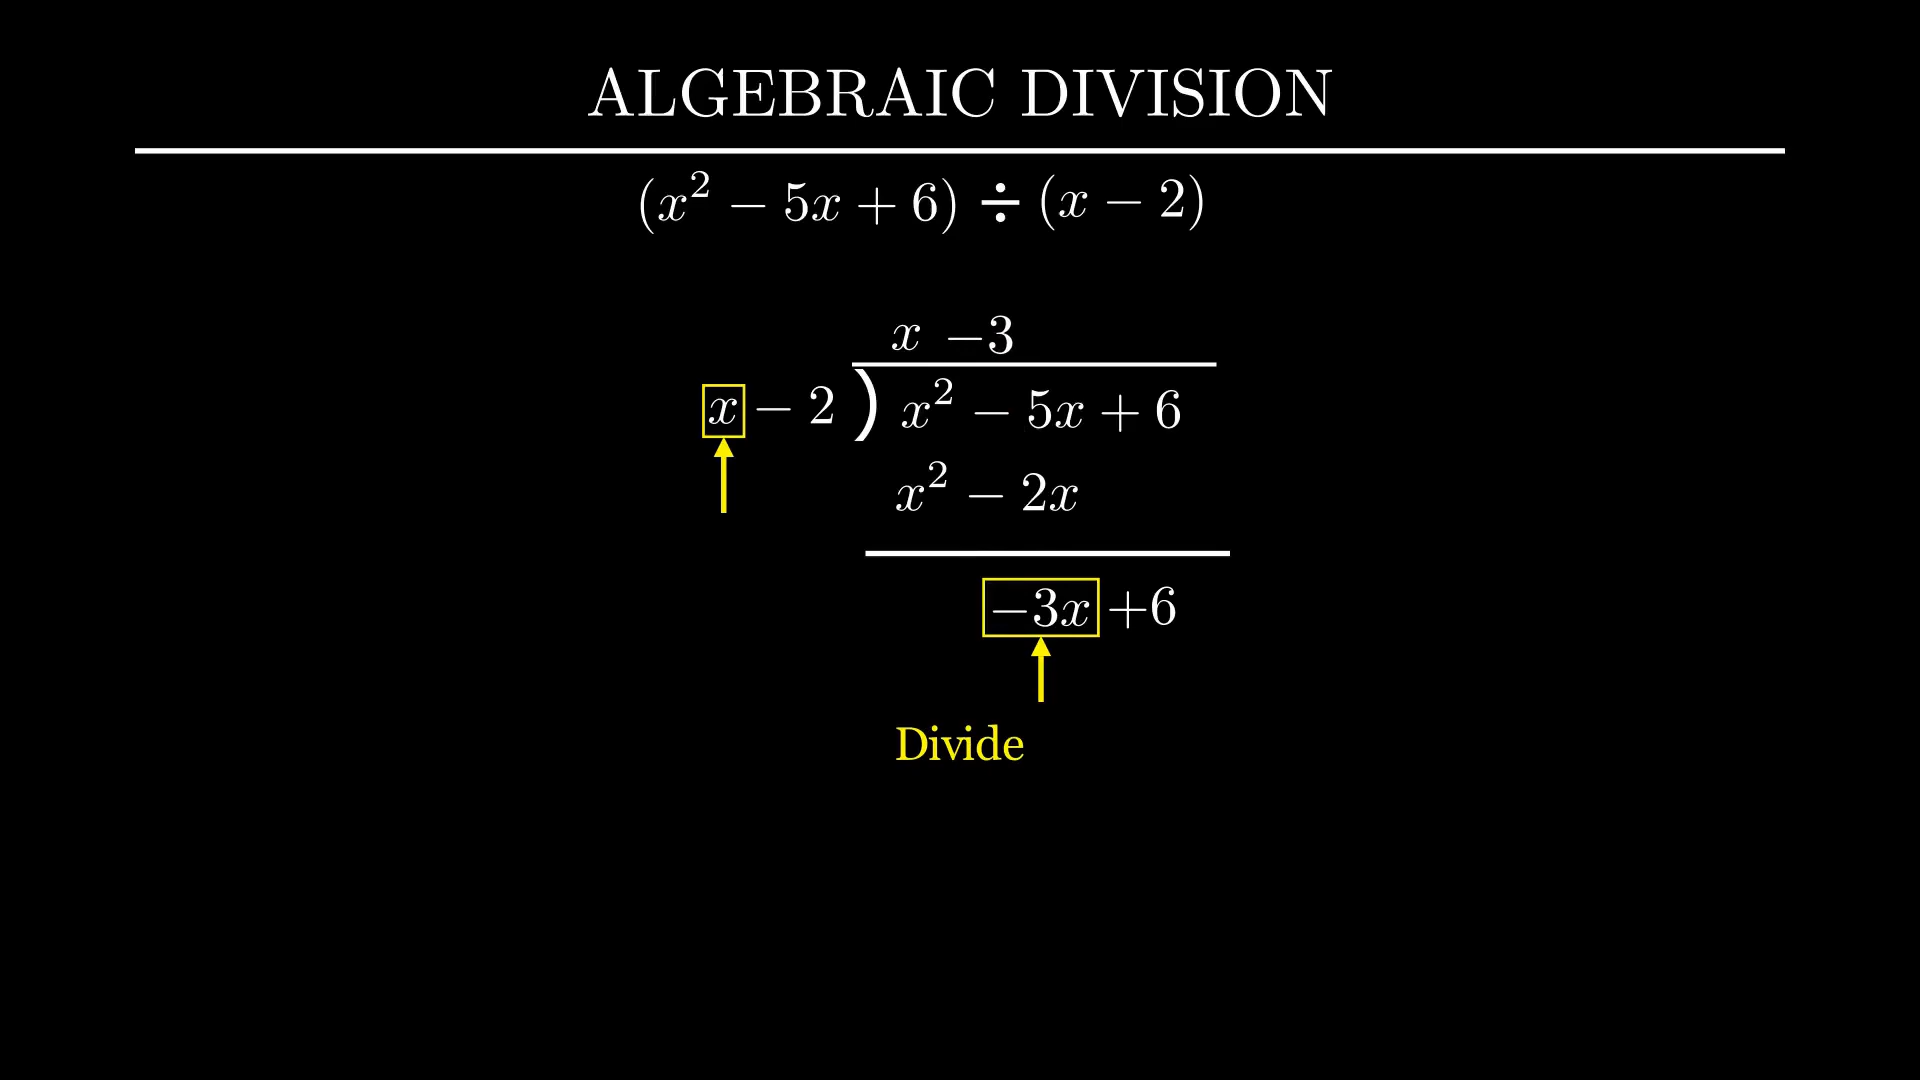 ALGEBRAIC DIVISION
(x² − 5x + 6) ÷ (x − 2)
x −3
x − 2 ) x² − 5x + 6
x² − 2x
−3x +6
Divide